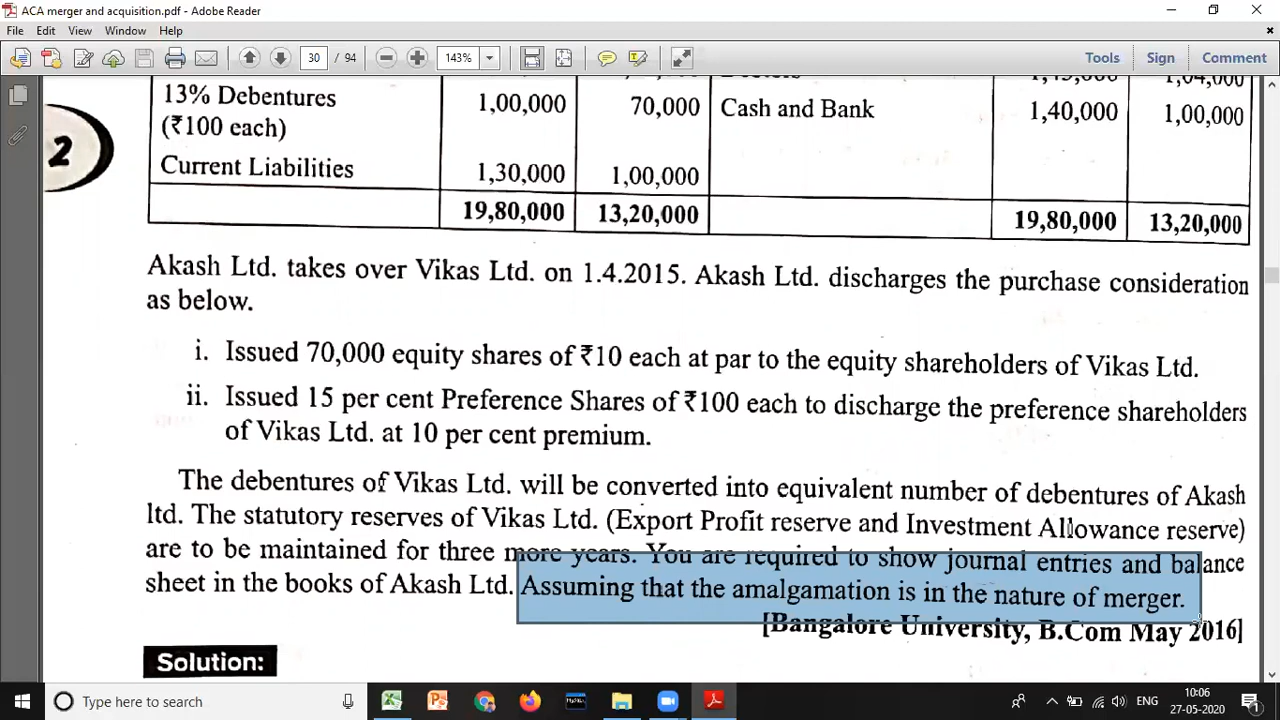 ACA merger and acquisition.pdf - Adobe Reader
File Edit View Window Help
30 / 94 143% Tools Sign Comment
13% Debentures 1,00,000 70,000 Cash and Bank 1,40,000 1,00,000
(₹100 each)
2
Current Liabilities 1,30,000 1,00,000
19,80,000 13,20,000 19,80,000 13,20,000
Akash Ltd. takes over Vikas Ltd. on 1.4.2015. Akash Ltd. discharges the purchase consideration
as below.
i. Issued 70,000 equity shares of ₹10 each at par to the equity shareholders of Vikas Ltd.
ii. Issued 15 per cent Preference Shares of ₹100 each to discharge the preference shareholders
of Vikas Ltd. at 10 per cent premium.
The debentures of Vikas Ltd. will be converted into equivalent number of debentures of Akash
ltd. The statutory reserves of Vikas Ltd. (Export Profit reserve and Investment Allowance reserve)
are to be maintained for three more years. You are required to show journal entries and balance
sheet in the books of Akash Ltd. Assuming that the amalgamation is in the nature of merger.
[Bangalore University, B.Com May 2016]
Solution:
Type here to search
ENG
10:06
27-05-2020
1